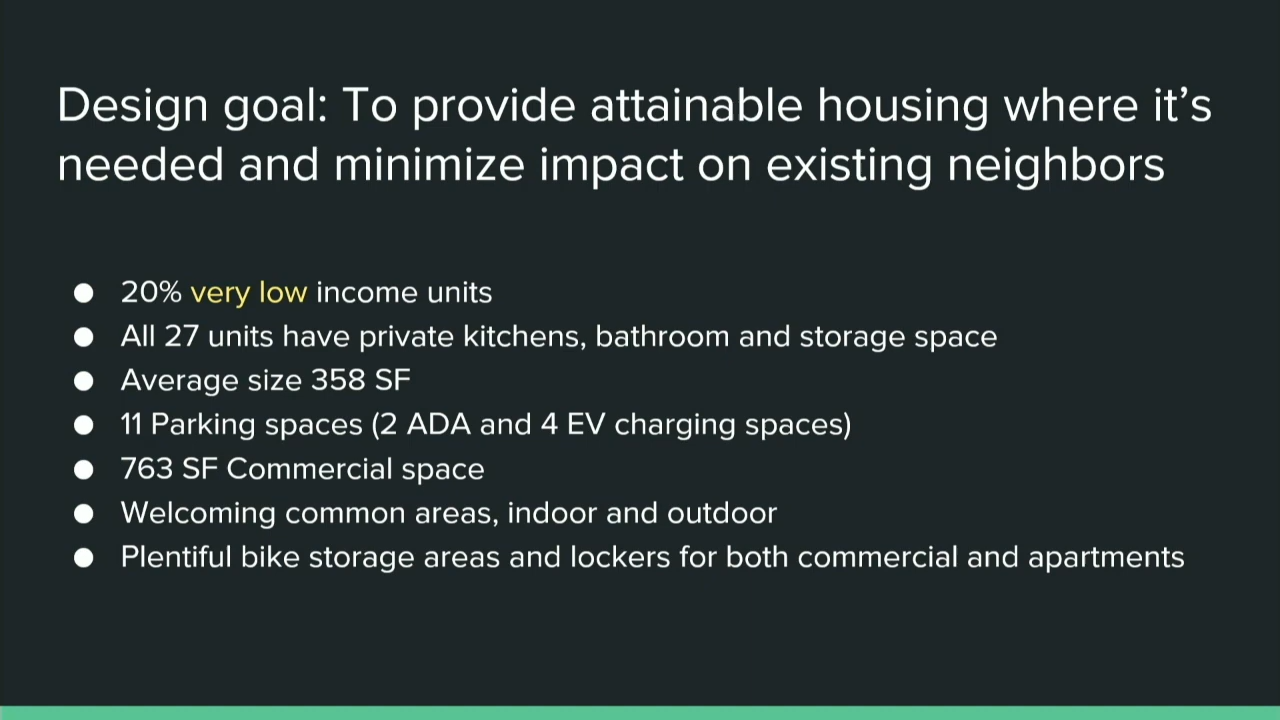 Design goal: To provide attainable housing where it’s
needed and minimize impact on existing neighbors
● 20% very low income units
● All 27 units have private kitchens, bathroom and storage space
● Average size 358 SF
● 11 Parking spaces (2 ADA and 4 EV charging spaces)
● 763 SF Commercial space
● Welcoming common areas, indoor and outdoor
● Plentiful bike storage areas and lockers for both commercial and apartments